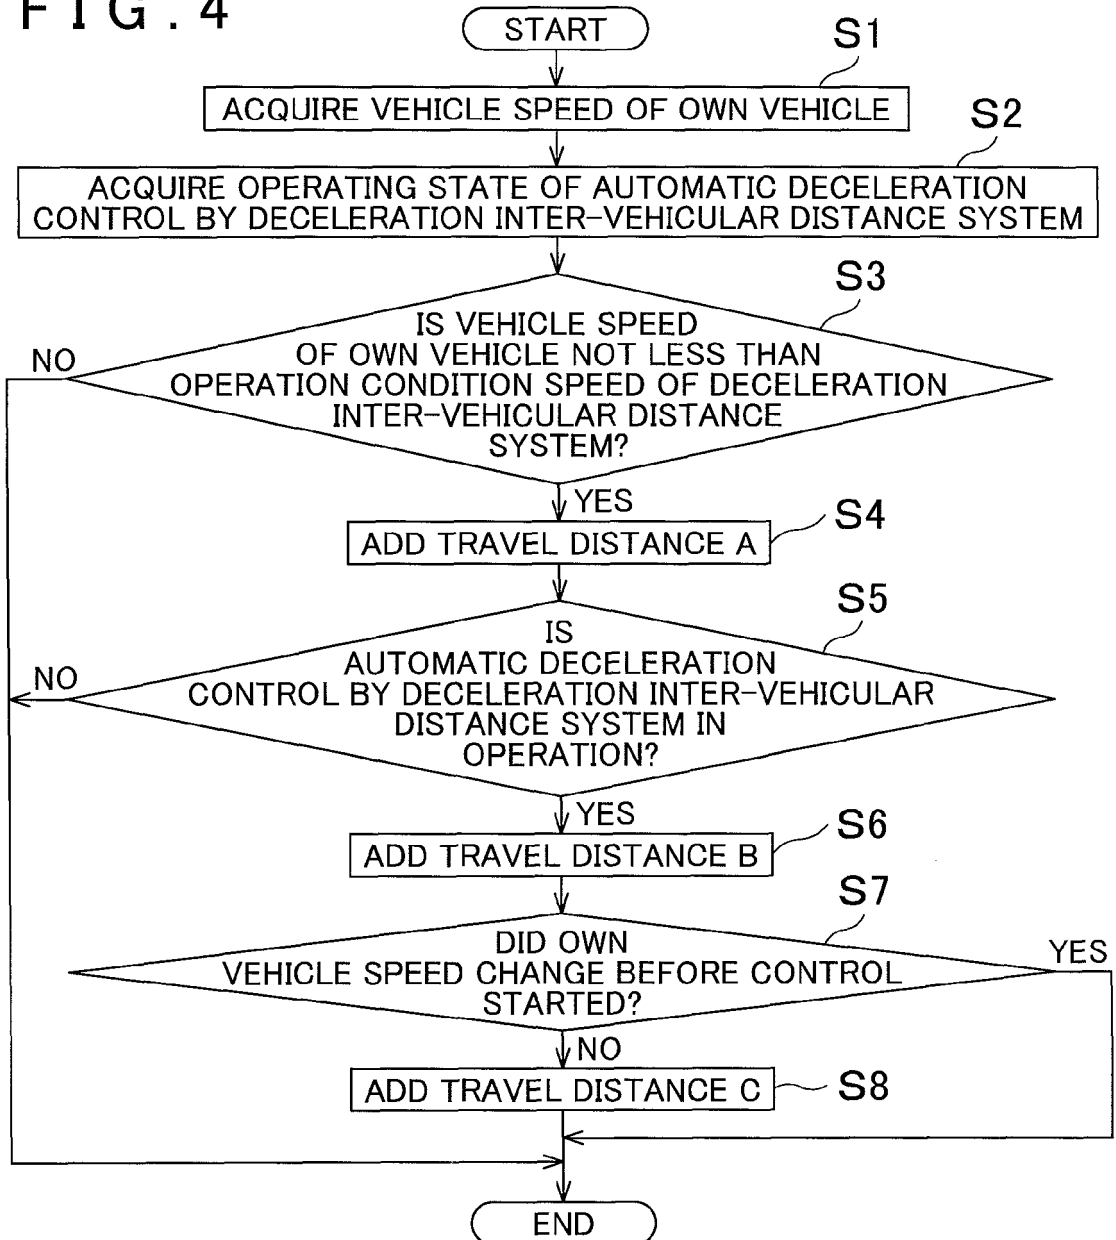 FIG.4
START
S1
ACQUIRE VEHICLE SPEED OF OWN VEHICLE
S2
ACQUIRE OPERATING STATE OF AUTOMATIC DECELERATION
CONTROL BY DECELERATION INTER-VEHICULAR DISTANCE SYSTEM
S3
IS VEHICLE SPEED
OF OWN VEHICLE NOT LESS THAN
OPERATION CONDITION SPEED OF DECELERATION
INTER-VEHICULAR DISTANCE
SYSTEM?
NO
YES
S4
ADD TRAVEL DISTANCE A
S5
IS
AUTOMATIC DECELERATION
CONTROL BY DECELERATION INTER-VEHICULAR
DISTANCE SYSTEM IN
OPERATION?
NO
YES
S6
ADD TRAVEL DISTANCE B
S7
DID OWN
VEHICLE SPEED CHANGE BEFORE CONTROL
STARTED?
YES
NO
ADD TRAVEL DISTANCE C
S8
END